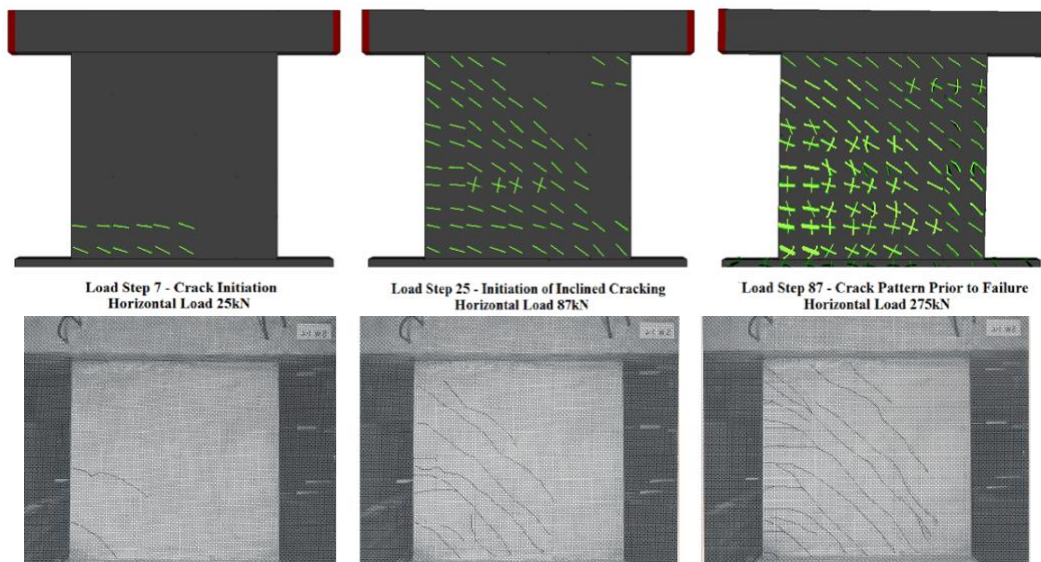 Load Step 7 - Crack Initiation
Horizontal Load 25kN
Load Step 25 - Initiation of Inclined Cracking
Horizontal Load 87kN
Load Step 87 - Crack Pattern Prior to Failure
Horizontal Load 275kN